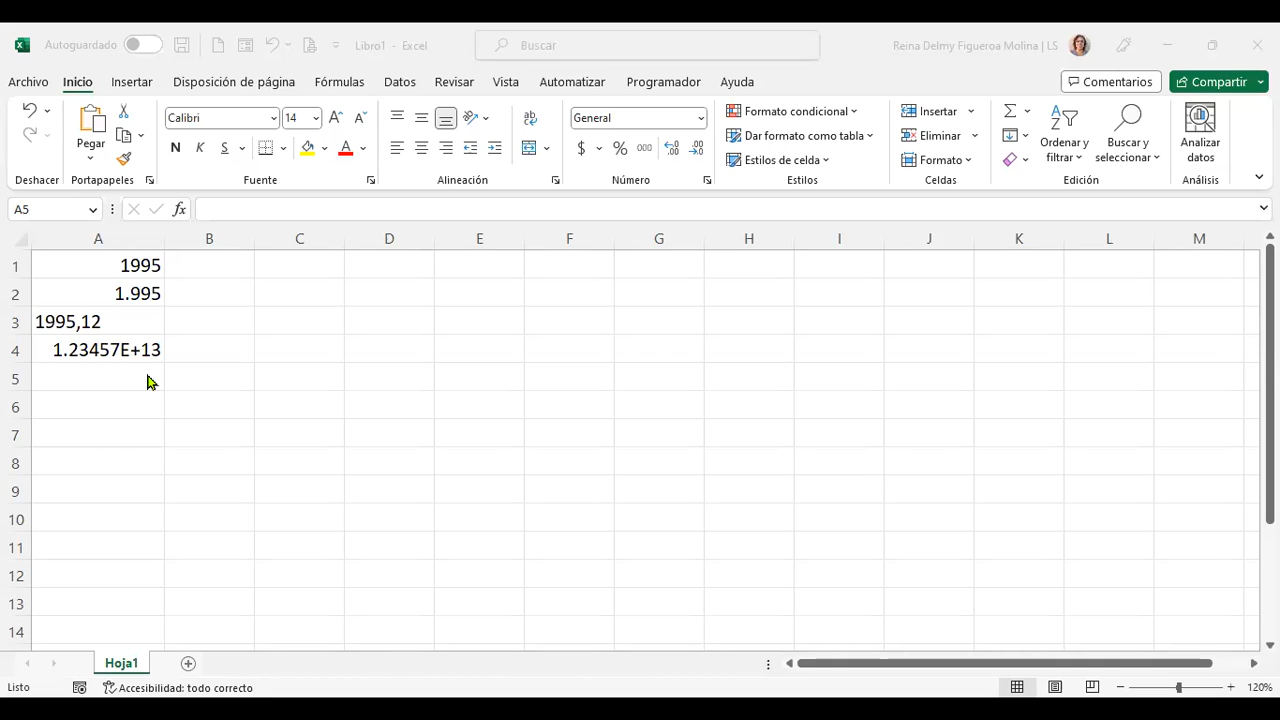 Autoguardado
Libro1 - Excel
Buscar
Reina Delmy Figueroa Molina | LS
Archivo Inicio Insertar Disposición de página Fórmulas Datos Revisar Vista Automatizar Programador Ayuda
Comentarios
Compartir
Deshacer
Pegar
Portapapeles
Calibri 14
N K S A
Fuente
ab
Alineación
General
$ % 000
Número
Formato condicional
Dar formato como tabla
Estilos de celda
Estilos
Insertar
Eliminar
Formato
Celdas
Ordenar y
filtrar
Buscar y
seleccionar
Edición
Analizar
datos
Análisis
A5 fx
A B C D E F G H I J K L M
1 1995
2 1.995
3 1995,12
4 1.23457E+13
5
6
7
8
9
10
11
12
13
14
Hoja1
Listo
Accesibilidad: todo correcto
120%